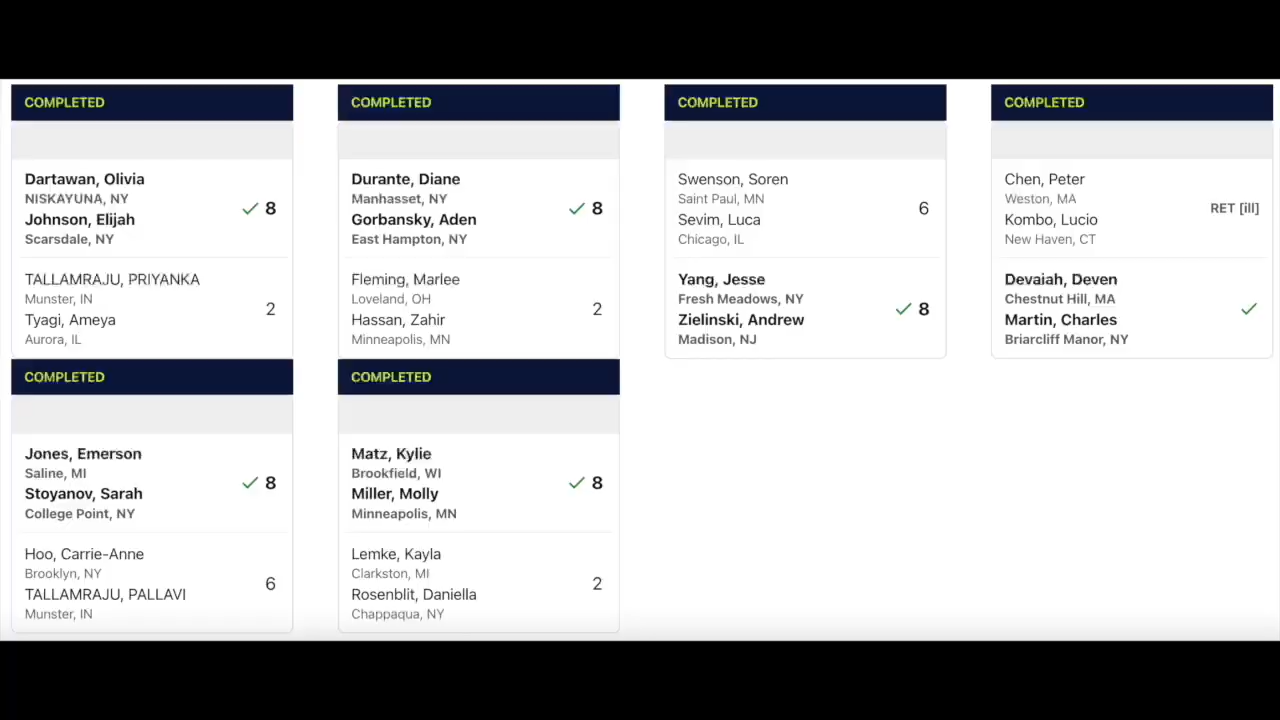 COMPLETED
Dartawan, Olivia
NISKAYUNA, NY
Johnson, Elijah
Scarsdale, NY
8
TALLAMRAJU, PRIYANKA
Munster, IN
Tyagi, Ameya
Aurora, IL
2
COMPLETED
Durante, Diane
Manhasset, NY
Gorbansky, Aden
East Hampton, NY
8
Fleming, Marlee
Loveland, OH
Hassan, Zahir
Minneapolis, MN
2
COMPLETED
Swenson, Soren
Saint Paul, MN
Sevim, Luca
Chicago, IL
6
Yang, Jesse
Fresh Meadows, NY
Zielinski, Andrew
Madison, NJ
8
COMPLETED
Chen, Peter
Weston, MA
Kombo, Lucio
New Haven, CT
RET [ill]
Devaiah, Deven
Chestnut Hill, MA
Martin, Charles
Briarcliff Manor, NY
COMPLETED
Jones, Emerson
Saline, MI
Stoyanov, Sarah
College Point, NY
8
Hoo, Carrie-Anne
Brooklyn, NY
TALLAMRAJU, PALLAVI
Munster, IN
6
COMPLETED
Matz, Kylie
Brookfield, WI
Miller, Molly
Minneapolis, MN
8
Lemke, Kayla
Clarkston, MI
Rosenblit, Daniella
Chappaqua, NY
2